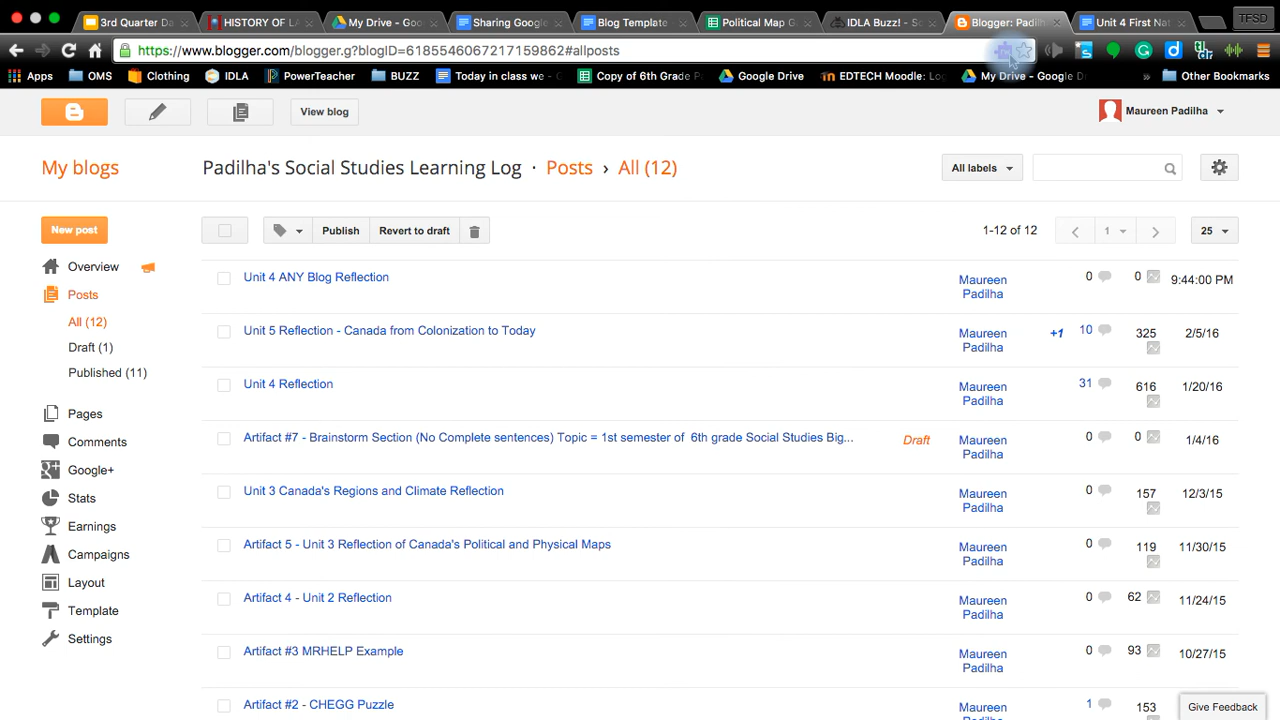 3rd Quarter Da
HISTORY OF LA
My Drive - Goo
Sharing Google
Blog Template
Political Map
IDLA Buzz! - So
Blogger: Padilh
Unit 4 First Nat
TFSD
https://www.blogger.com/blogger.g?blogID=6185546067217159862#allposts
Apps
OMS
Clothing
IDLA
PowerTeacher
BUZZ
Today in class we -
Copy of 6th Grade
Google Drive
EDTECH Moodle: Lo
My Drive - Google D
»
Other Bookmarks
View blog
Maureen Padilha
My blogs
Padilha's Social Studies Learning Log · Posts › All (12)
All labels
New post
Publish
Revert to draft
1-12 of 12
1
25
Overview
Posts
All (12)
Draft (1)
Published (11)
Pages
Comments
Google+
Stats
Earnings
Campaigns
Layout
Template
Settings
Unit 4 ANY Blog Reflection
Maureen
Padilha
0
0
9:44:00 PM
Unit 5 Reflection - Canada from Colonization to Today
Maureen
Padilha
+1
10
325
2/5/16
Unit 4 Reflection
Maureen
Padilha
31
616
1/20/16
Artifact #7 - Brainstorm Section (No Complete sentences) Topic = 1st semester of 6th grade Social Studies Big...
Draft
Maureen
Padilha
0
0
1/4/16
Unit 3 Canada's Regions and Climate Reflection
Maureen
Padilha
0
157
12/3/15
Artifact 5 - Unit 3 Reflection of Canada's Political and Physical Maps
Maureen
Padilha
0
119
11/30/15
Artifact 4 - Unit 2 Reflection
Maureen
Padilha
0
62
11/24/15
Artifact #3 MRHELP Example
Maureen
Padilha
0
93
10/27/15
Artifact #2 - CHEGG Puzzle
Maureen
1
153
Give Feedback